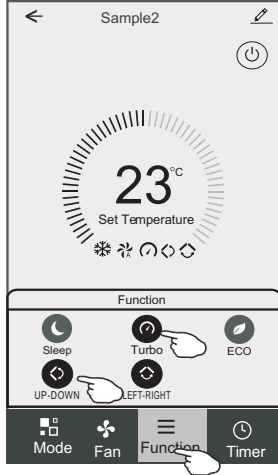 Sample2
23°C
Set Temperature
A
Function
Sleep Turbo ECO
UP-DOWN LEFT-RIGHT
Mode Fan Function Timer